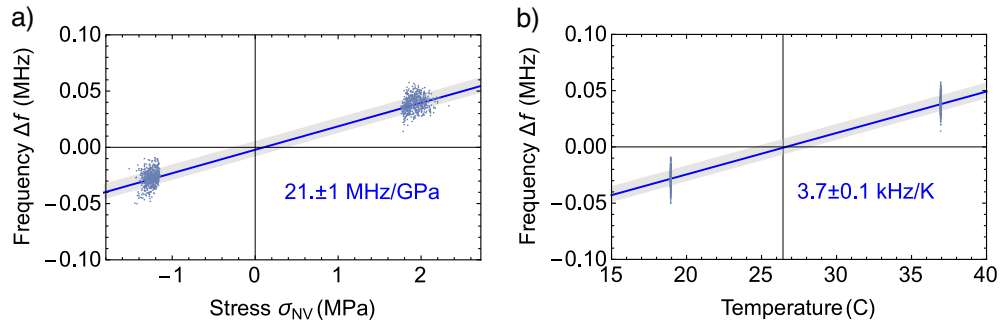 a)
Frequency Δf (MHz)
0.10
0.05
0.00
−0.05
−0.10
21.±1 MHz/GPa
−1 0 1 2
Stress σNV (MPa)
b)
Frequency Δf (MHz)
0.10
0.05
0.00
−0.05
−0.10
3.7±0.1 kHz/K
15 20 25 30 35 40
Temperature (C)